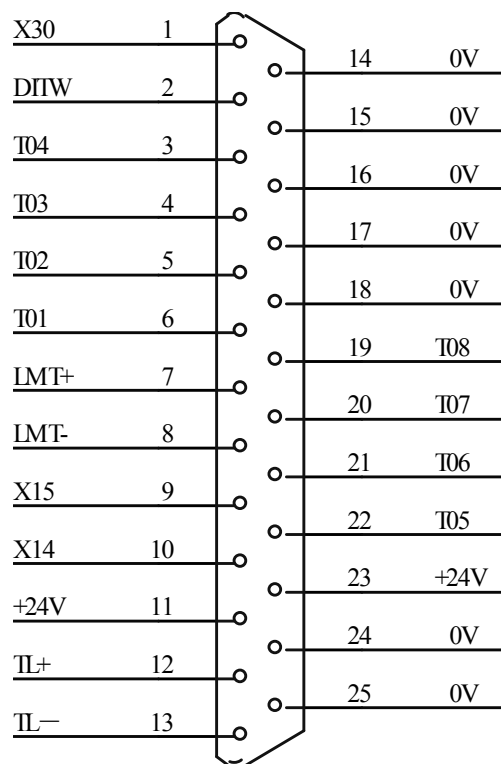 X30 1
14 0V
DITW 2
15 0V
T04 3
16 0V
T03 4
17 0V
T02 5
18 0V
T01 6
19 T08
LMT+ 7
20 T07
LMT- 8
21 T06
X15 9
22 T05
X14 10
23 +24V
+24V 11
24 0V
TL+ 12
25 0V
TL— 13